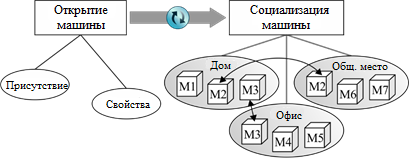 Открытие
машины
Социализация
машины
Присутствие
Свойства
Дом
M1
M2
M3
Общ. место
M2
M6
M7
Офис
M3
M4
M5